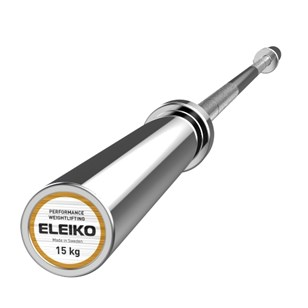 PERFORMANCE
WEIGHTLIFTING
ELEIKO
Made in Sweden
15 kg